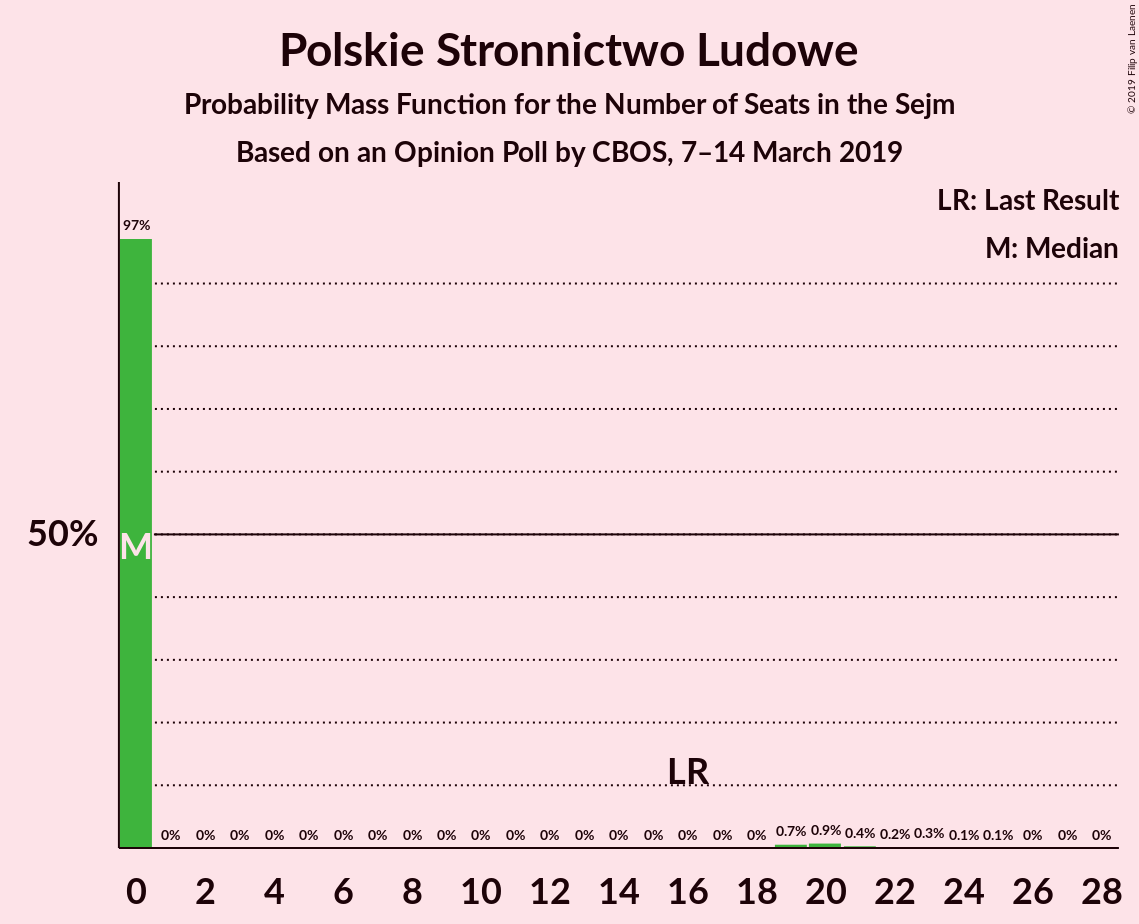 Polskie Stronnictwo Ludowe
Probability Mass Function for the Number of Seats in the Sejm
Based on an Opinion Poll by CBOS, 7–14 March 2019
© 2019 Filip van Laenen
LR: Last Result
M: Median
97%
50%
M
LR
0% 0% 0% 0% 0% 0% 0% 0% 0% 0% 0% 0% 0% 0% 0% 0% 0% 0% 0.7% 0.9% 0.4% 0.2% 0.3% 0.1% 0.1% 0% 0% 0%
0 2 4 6 8 10 12 14 16 18 20 22 24 26 28